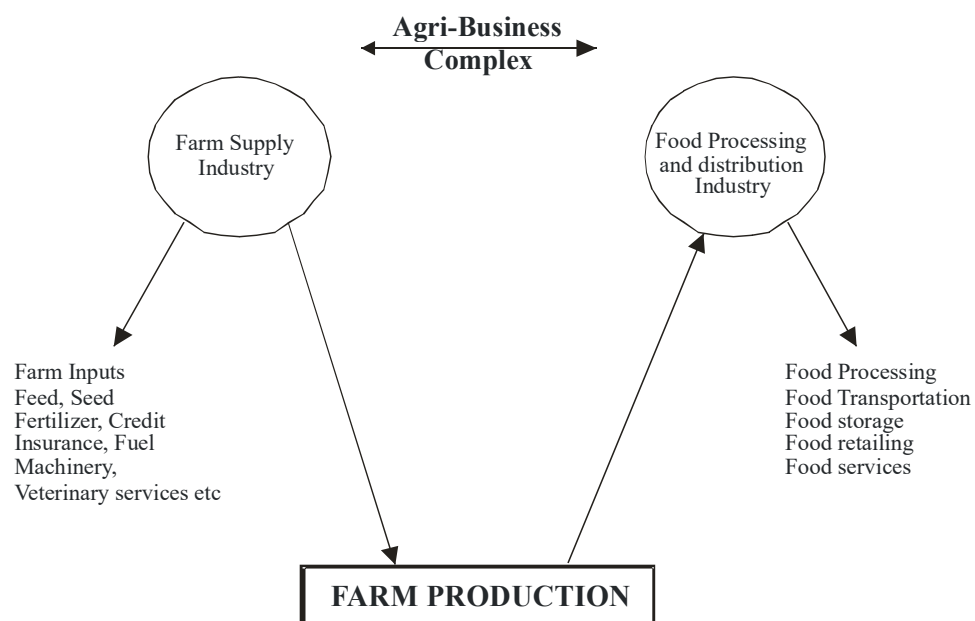 Agri-Business
Complex
Farm Supply
Industry
Food Processing
and distribution
Industry
Farm Inputs
Feed, Seed
Fertilizer, Credit
Insurance, Fuel
Machinery,
Veterinary services etc
Food Processing
Food Transportation
Food storage
Food retailing
Food services
FARM PRODUCTION